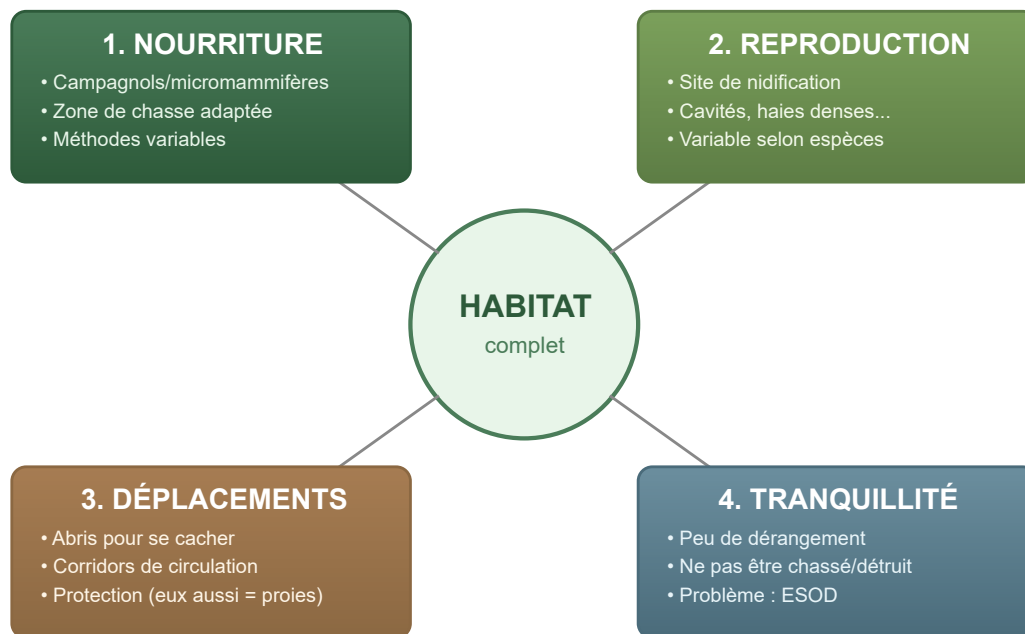 1. NOURRITURE
• Campagnols/micromammifères
• Zone de chasse adaptée
• Méthodes variables
2. REPRODUCTION
• Site de nidification
• Cavités, haies denses...
• Variable selon espèces
HABITAT
complet
3. DÉPLACEMENTS
• Abris pour se cacher
• Corridors de circulation
• Protection (eux aussi = proies)
4. TRANQUILLITÉ
• Peu de dérangement
• Ne pas être chassé/détruit
• Problème : ESOD